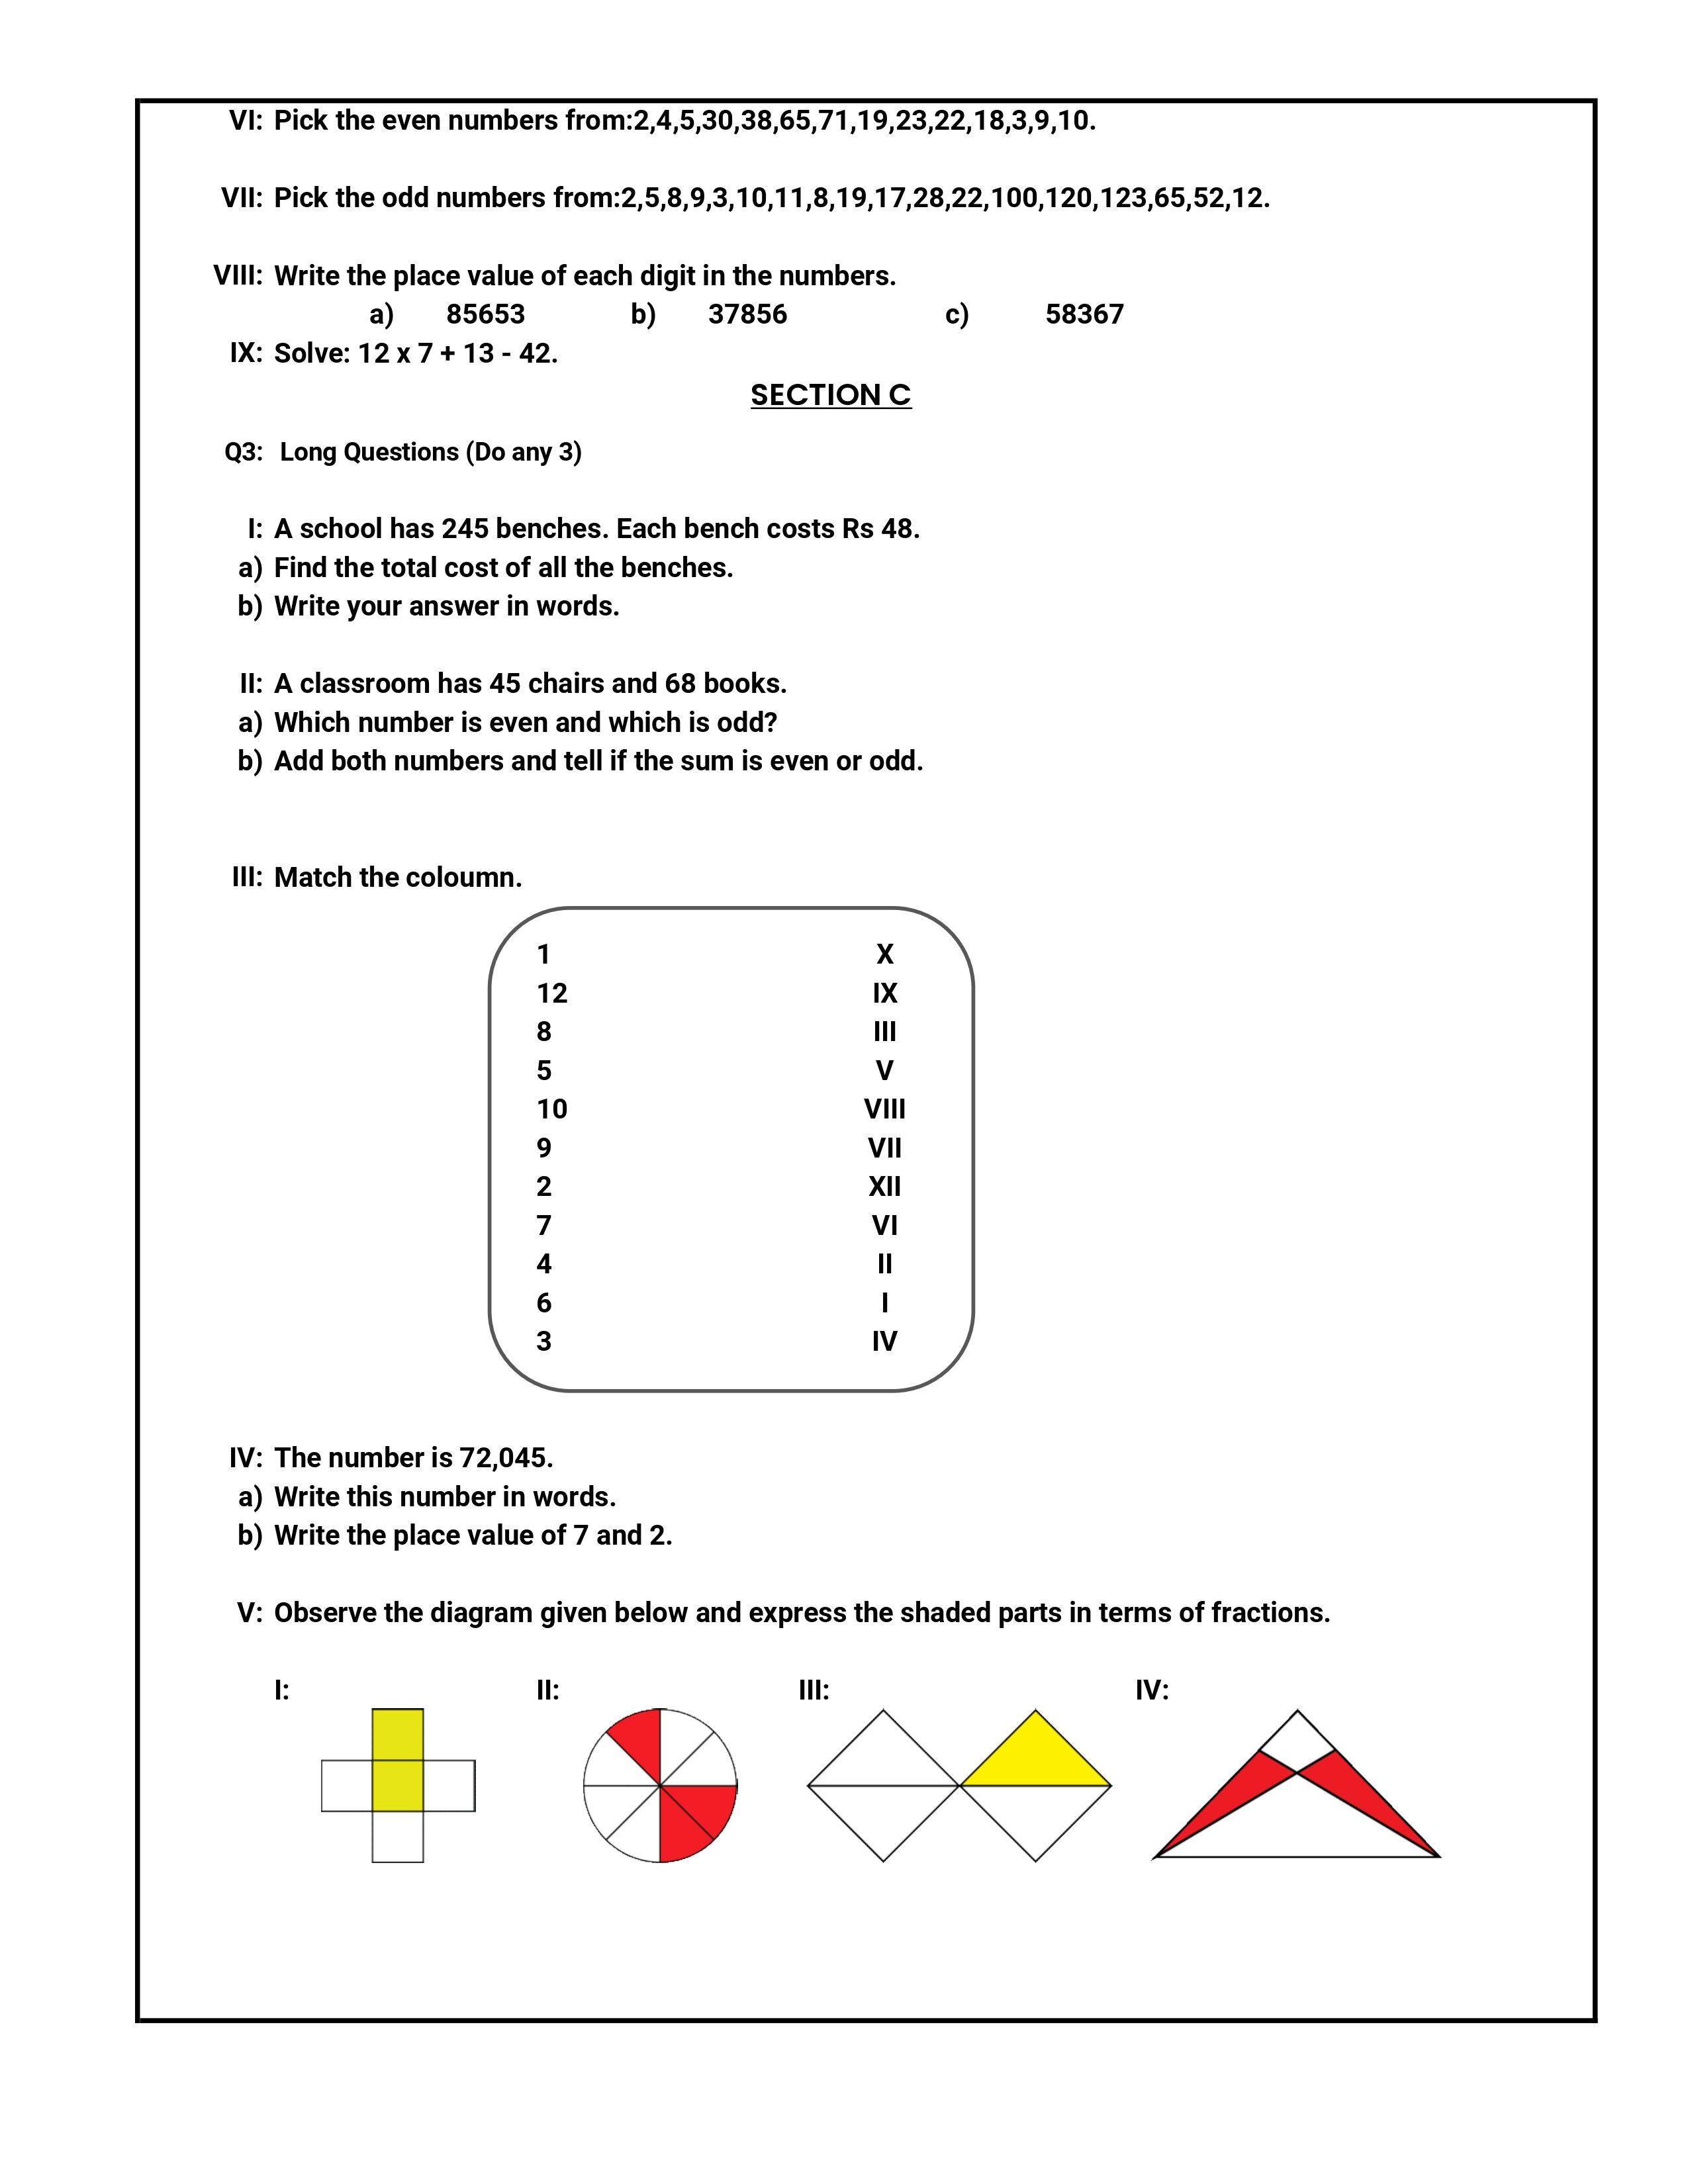 VI: Pick the even numbers from:2,4,5,30,38,65,71,19,23,22,18,3,9,10.
VII: Pick the odd numbers from:2,5,8,9,3,10,11,8,19,17,28,22,100,120,123,65,52,12.
VIII: Write the place value of each digit in the numbers.
a) 85653 b) 37856 c) 58367
IX: Solve: 12 x 7 + 13 - 42.
SECTION C
Q3: Long Questions (Do any 3)
I: A school has 245 benches. Each bench costs Rs 48.
a) Find the total cost of all the benches.
b) Write your answer in words.
II: A classroom has 45 chairs and 68 books.
a) Which number is even and which is odd?
b) Add both numbers and tell if the sum is even or odd.
III: Match the coloumn.
1 X
12 IX
8 III
5 V
10 VIII
9 VII
2 XII
7 VI
4 II
6 I
3 IV
IV: The number is 72,045.
a) Write this number in words.
b) Write the place value of 7 and 2.
V: Observe the diagram given below and express the shaded parts in terms of fractions.
I: II: III: IV: